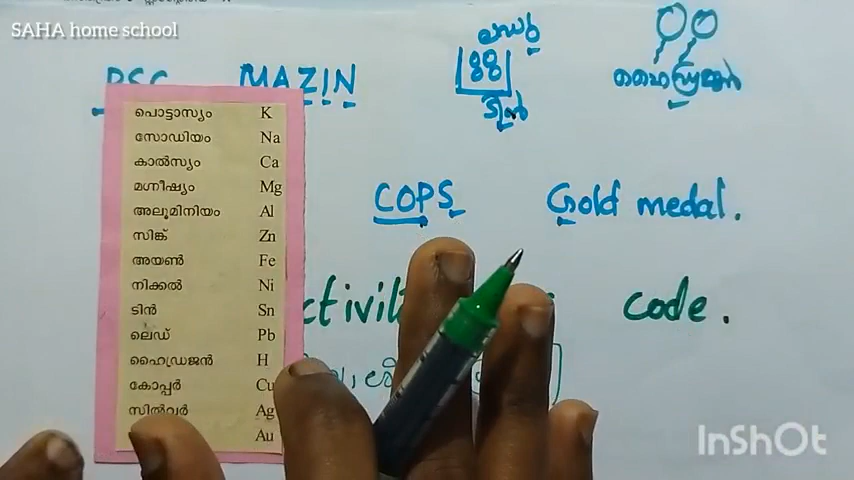 SAHA home school
PSC MAZIN
ലെഡ്
ടിൻ
ഹൈഡ്രജൻ
COPS Gold medal.
code.
പൊട്ടാസ്യം K
സോഡിയം Na
കാൽസ്യം Ca
മഗ്നീഷ്യം Mg
അലൂമിനിയം Al
സിങ്ക് Zn
അയൺ Fe
നിക്കൽ Ni
ടിൻ Sn
ലെഡ് Pb
ഹൈഡ്രജൻ H
കോപ്പർ Cu
സിൽവർ Ag
Au
InShOt